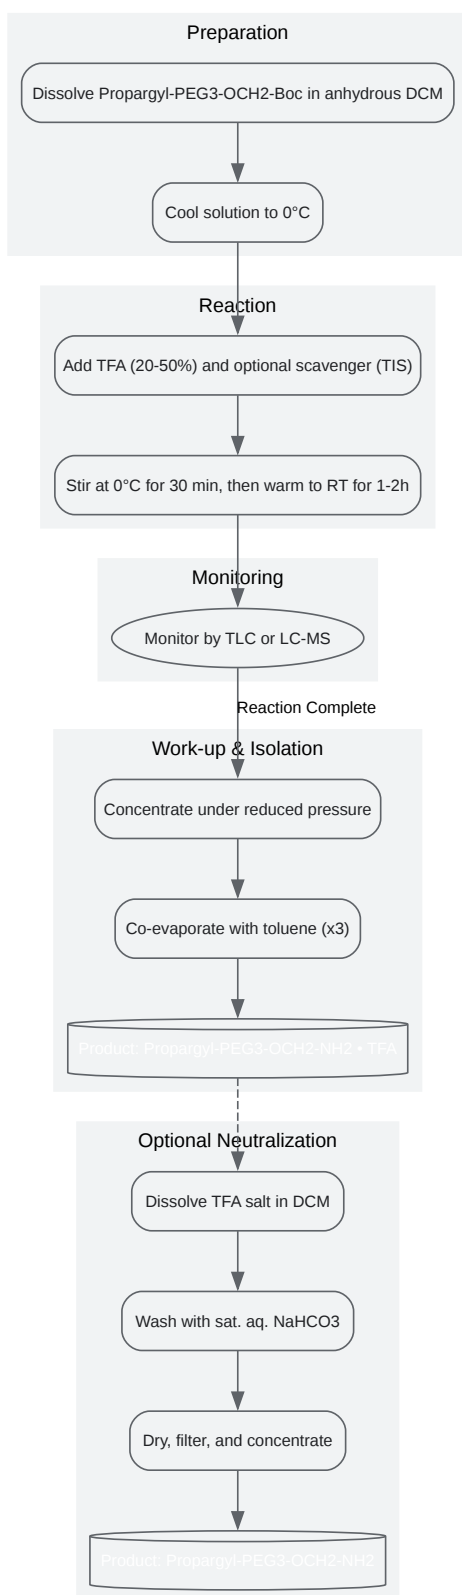 Preparation
Dissolve Propargyl-PEG3-OCH2-Boc in anhydrous DCM
Cool solution to 0°C
Reaction
Add TFA (20-50%) and optional scavenger (TIS)
Stir at 0°C for 30 min, then warm to RT for 1-2h
Monitoring
Monitor by TLC or LC-MS
Reaction Complete
Work-up & Isolation
Concentrate under reduced pressure
Co-evaporate with toluene (x3)
Product: Propargyl-PEG3-OCH2-NH2 • TFA
Optional Neutralization
Dissolve TFA salt in DCM
Wash with sat. aq. NaHCO3
Dry, filter, and concentrate
Product: Propargyl-PEG3-OCH2-NH2